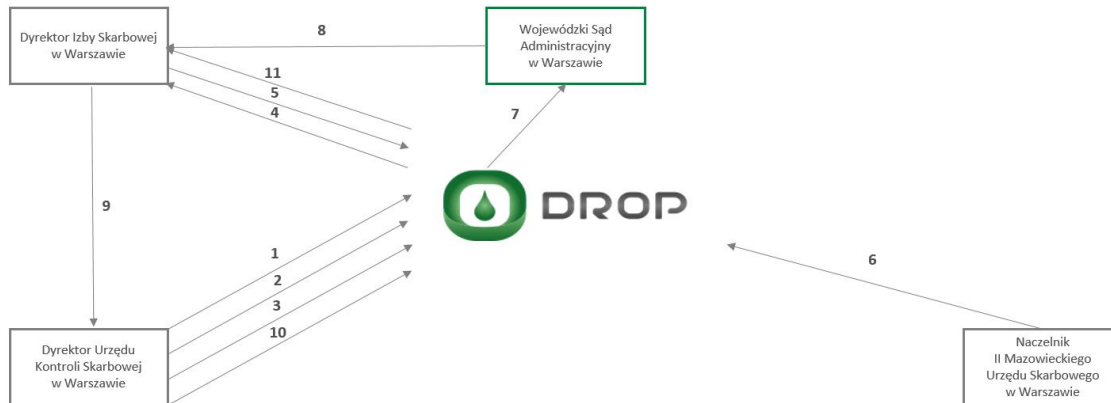 Dyrektor Izby Skarbowej
w Warszawie
8
Wojewódzki Sąd
Administracyjny
w Warszawie
11
5
4
7
DROP
9
1
2
3
10
6
Dyrektor Urzędu
Kontroli Skarbowej
w Warszawie
Naczelnik
II Mazowieckiego
Urzędu Skarbowego
w Warszawie